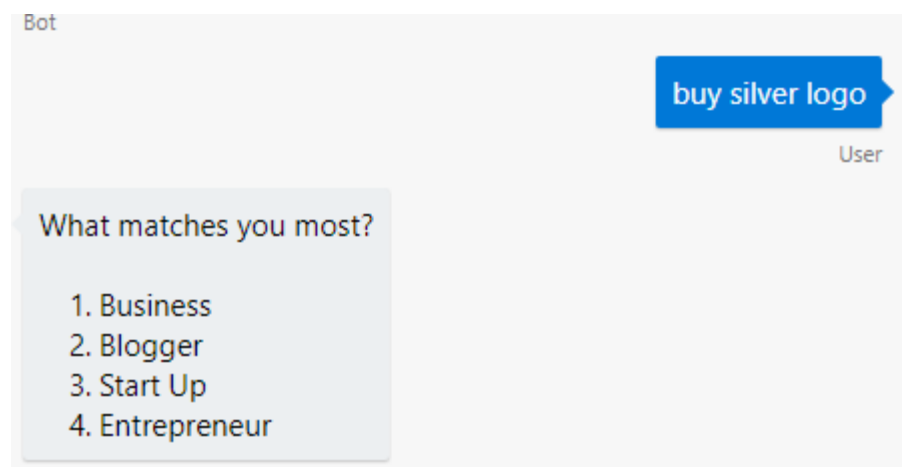 Bot
buy silver logo
User
What matches you most?
1. Business
2. Blogger
3. Start Up
4. Entrepreneur